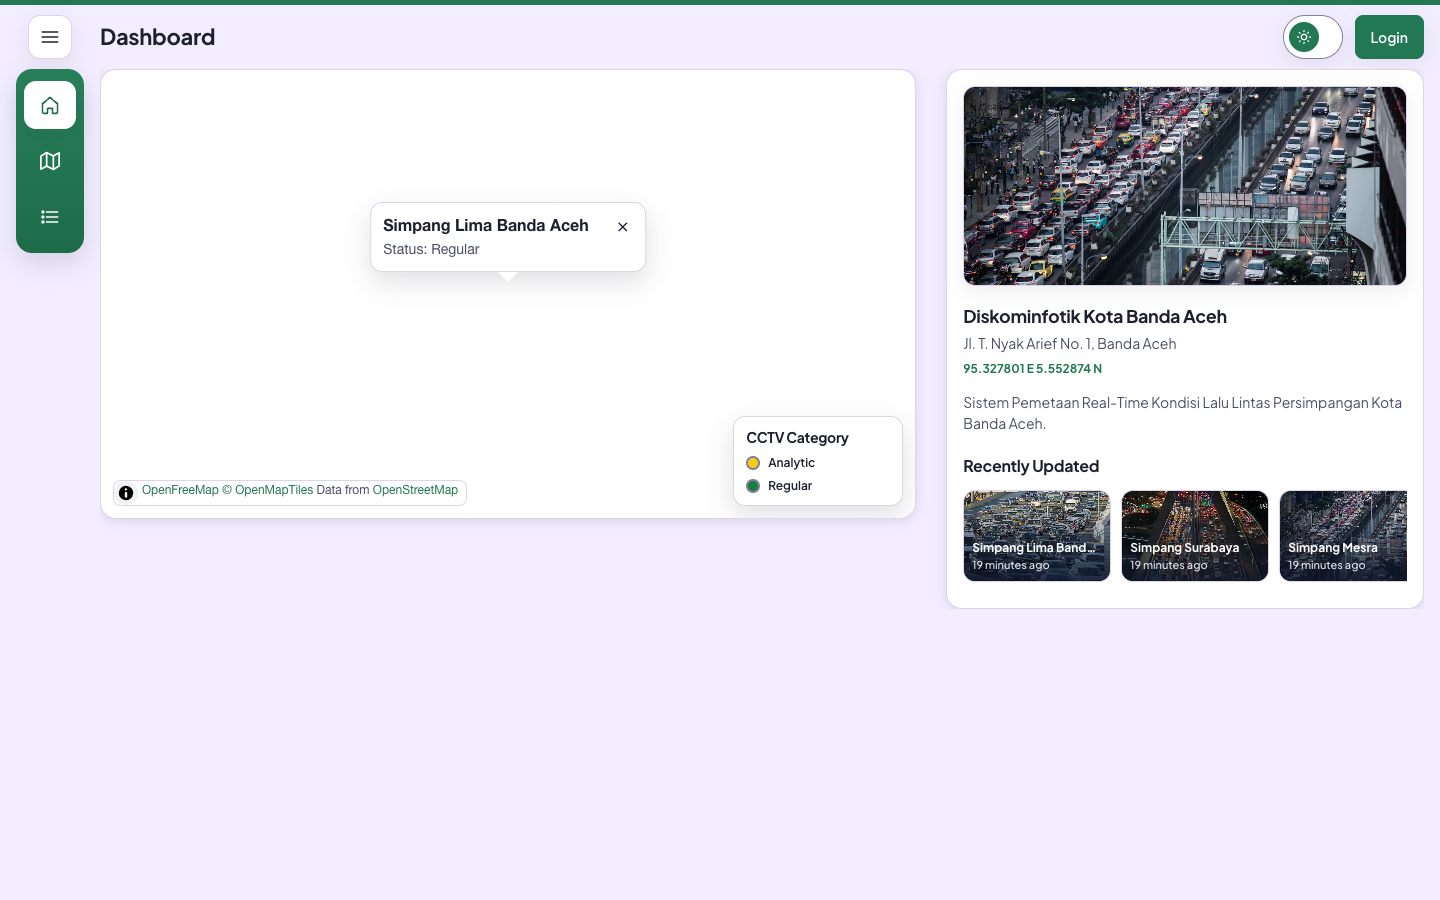 Dashboard
Login
Simpang Lima Banda Aceh
Status: Regular
CCTV Category
Analytic
Regular
OpenFreeMap © OpenMapTiles Data from OpenStreetMap
Diskominfotik Kota Banda Aceh
Jl. T. Nyak Arief No. 1, Banda Aceh
95.327801 E 5.552874 N
Sistem Pemetaan Real-Time Kondisi Lalu Lintas Persimpangan Kota
Banda Aceh.
Recently Updated
Simpang Lima Band...
19 minutes ago
Simpang Surabaya
19 minutes ago
Simpang Mesra
19 minutes ago